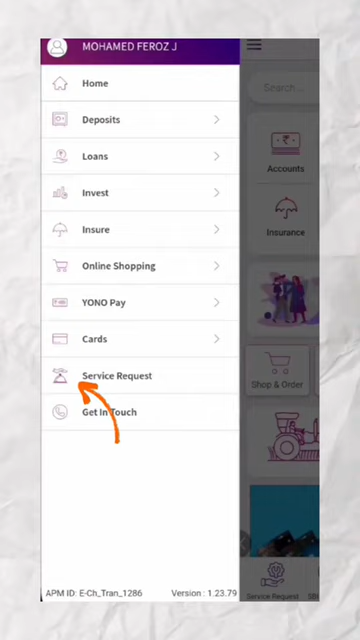 MOHAMED FEROZ J
Home
Deposits
Loans
Invest
Insure
Online Shopping
YONO Pay
Cards
Service Request
Get In Touch
APM ID: E-Ch_Tran_1286
Version : 1.23.79
Search...
Accounts
Insurance
Shop & Order
Service Request